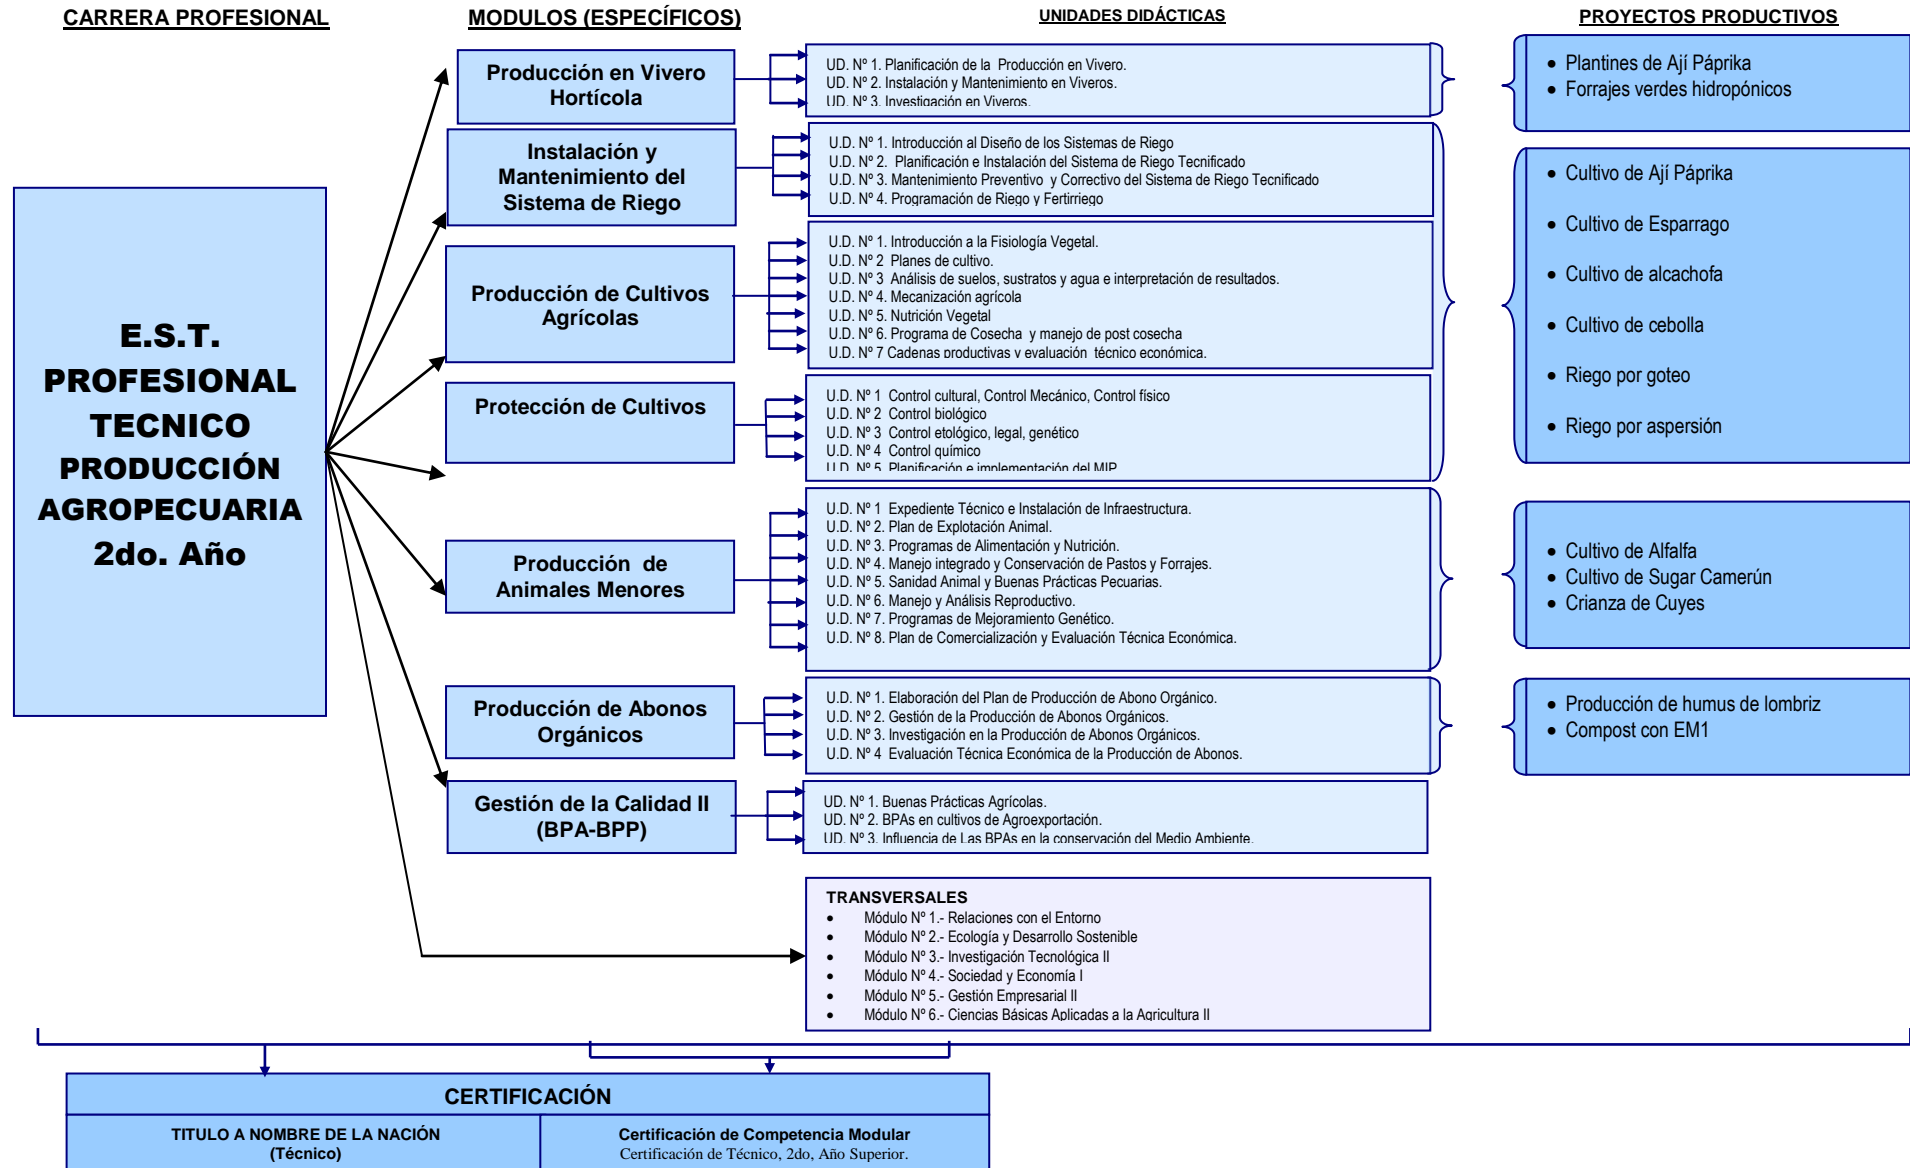 CARRERA PROFESIONAL
MODULOS (ESPECÍFICOS)
UNIDADES DIDÁCTICAS
PROYECTOS PRODUCTIVOS
E.S.T.
PROFESIONAL
TECNICO
PRODUCCIÓN
AGROPECUARIA
2do. Año
Producción en Vivero
Hortícola
UD. Nº 1. Planificación de la Producción en Vivero.
UD. Nº 2. Instalación y Mantenimiento en Viveros.
UD. Nº 3. Investigación en Viveros.
• Plantines de Ají Páprika
• Forrajes verdes hidropónicos
Instalación y
Mantenimiento del
Sistema de Riego
U.D. Nº 1. Introducción al Diseño de los Sistemas de Riego
U.D. Nº 2. Planificación e Instalación del Sistema de Riego Tecnificado
U.D. Nº 3. Mantenimiento Preventivo y Correctivo del Sistema de Riego Tecnificado
U.D. Nº 4. Programación de Riego y Fertirriego
Producción de Cultivos
Agrícolas
U.D. Nº 1. Introducción a la Fisiología Vegetal.
U.D. Nº 2 Planes de cultivo.
U.D. Nº 3 Análisis de suelos, sustratos y agua e interpretación de resultados.
U.D. Nº 4. Mecanización agrícola
U.D. Nº 5. Nutrición Vegetal
U.D. Nº 6. Programa de Cosecha y manejo de post cosecha
U.D. Nº 7 Cadenas productivas y evaluación técnico económica.
Protección de Cultivos
U.D. Nº 1 Control cultural, Control Mecánico, Control físico
U.D. Nº 2 Control biológico
U.D. Nº 3 Control etológico, legal, genético
U.D. Nº 4 Control químico
U.D. Nº 5 Planificación e implementación del MIP
• Cultivo de Ají Páprika
• Cultivo de Esparrago
• Cultivo de alcachofa
• Cultivo de cebolla
• Riego por goteo
• Riego por aspersión
Producción de
Animales Menores
U.D. Nº 1 Expediente Técnico e Instalación de Infraestructura.
U.D. Nº 2. Plan de Explotación Animal.
U.D. Nº 3. Programas de Alimentación y Nutrición.
U.D. Nº 4. Manejo integrado y Conservación de Pastos y Forrajes.
U.D. Nº 5. Sanidad Animal y Buenas Prácticas Pecuarias.
U.D. Nº 6. Manejo y Análisis Reproductivo.
U.D. Nº 7. Programas de Mejoramiento Genético.
U.D. Nº 8. Plan de Comercialización y Evaluación Técnica Económica.
• Cultivo de Alfalfa
• Cultivo de Sugar Camerún
• Crianza de Cuyes
Producción de Abonos
Orgánicos
U.D. Nº 1. Elaboración del Plan de Producción de Abono Orgánico.
U.D. Nº 2. Gestión de la Producción de Abonos Orgánicos.
U.D. Nº 3. Investigación en la Producción de Abonos Orgánicos.
U.D. Nº 4 Evaluación Técnica Económica de la Producción de Abonos.
• Producción de humus de lombriz
• Compost con EM1
Gestión de la Calidad II
(BPA-BPP)
UD. Nº 1. Buenas Prácticas Agrícolas.
UD. Nº 2. BPAs en cultivos de Agroexportación.
UD. Nº 3. Influencia de Las BPAs en la conservación del Medio Ambiente.
TRANSVERSALES
• Módulo Nº 1.- Relaciones con el Entorno
• Módulo Nº 2.- Ecología y Desarrollo Sostenible
• Módulo Nº 3.- Investigación Tecnológica II
• Módulo Nº 4.- Sociedad y Economía I
• Módulo Nº 5.- Gestión Empresarial II
• Módulo Nº 6.- Ciencias Básicas Aplicadas a la Agricultura II
CERTIFICACIÓN
TITULO A NOMBRE DE LA NACIÓN
(Técnico)
Certificación de Competencia Modular
Certificación de Técnico, 2do, Año Superior.